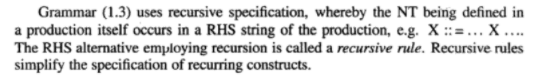 Grammar (1.3) uses recursive specification, whereby the NT being defined in
a production itself occurs in a RHS string of the production, e.g. X ::= ... X ....
The RHS alternative employing recursion is called a recursive rule. Recursive rules
simplify the specification of recurring constructs.